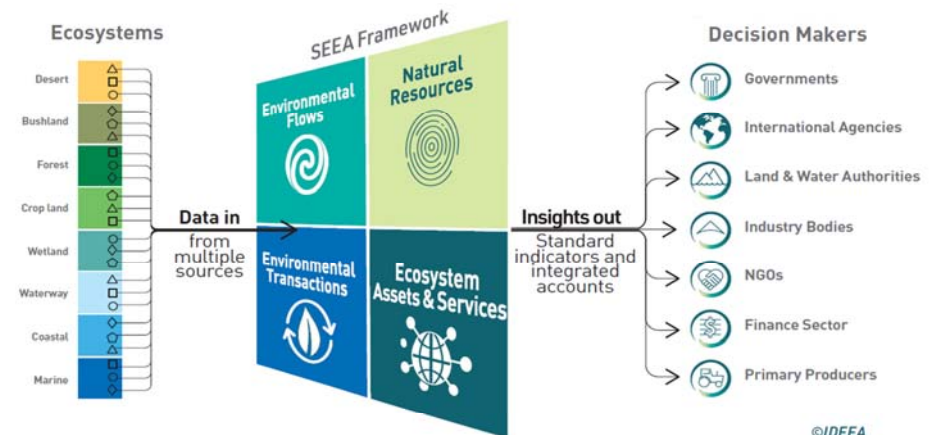 Ecosystems
Desert
Bushland
Forest
Crop land
Wetland
Waterway
Coastal
Marine
Data in
from
multiple
sources
SEEA Framework
Environmental
Flows
Natural
Resources
Environmental
Transactions
Ecosystem
Assets & Services
Insights out
Standard
indicators and
integrated
accounts
Decision Makers
Governments
International Agencies
Land & Water Authorities
Industry Bodies
NGOs
Finance Sector
Primary Producers
©IDEEA